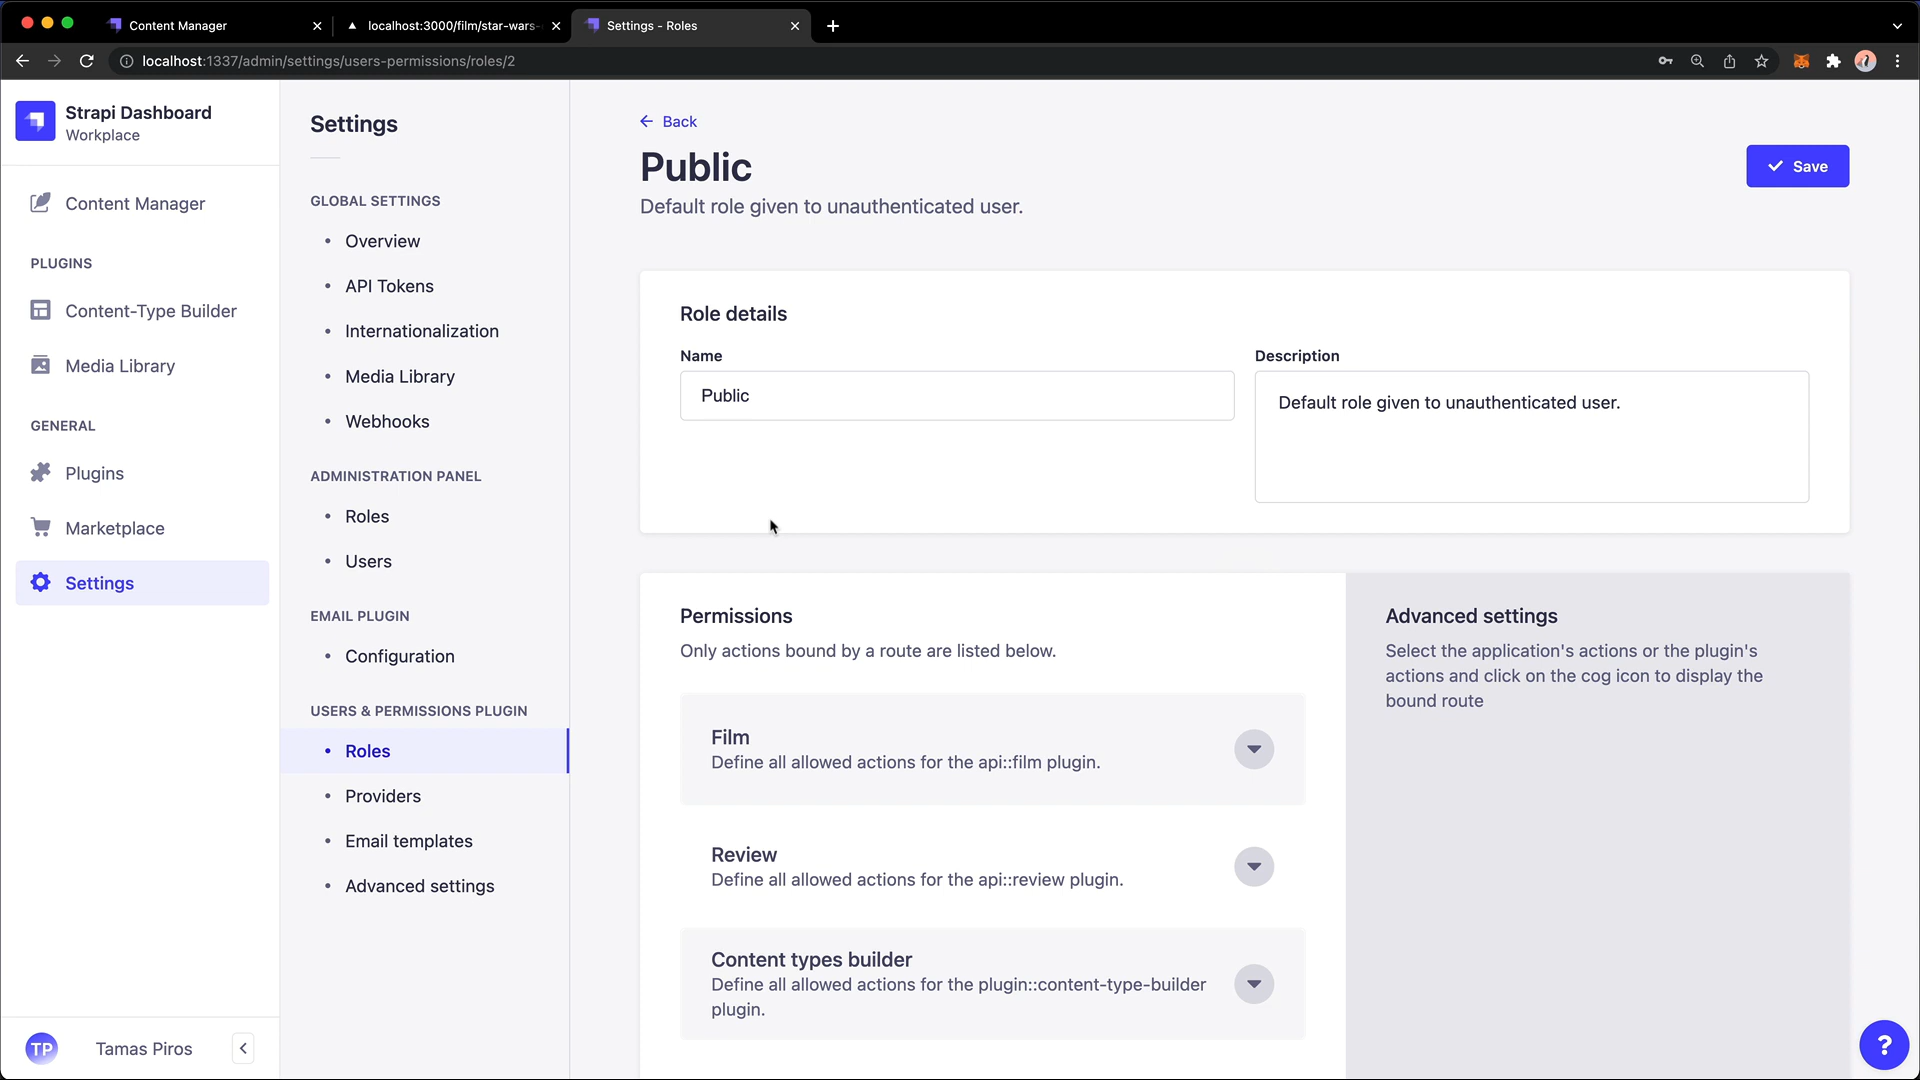 Content Manager
localhost:3000/film/star-wars-
Settings - Roles
localhost:1337/admin/settings/users-permissions/roles/2
Strapi Dashboard
Workplace
Content Manager
PLUGINS
Content-Type Builder
Media Library
GENERAL
Plugins
Marketplace
Settings
TP
Tamas Piros
Settings
GLOBAL SETTINGS
• Overview
• API Tokens
• Internationalization
• Media Library
• Webhooks
ADMINISTRATION PANEL
• Roles
• Users
EMAIL PLUGIN
• Configuration
USERS & PERMISSIONS PLUGIN
• Roles
• Providers
• Email templates
• Advanced settings
Back
Public
Default role given to unauthenticated user.
Save
Role details
Name
Public
Description
Default role given to unauthenticated user.
Permissions
Only actions bound by a route are listed below.
Film
Define all allowed actions for the api::film plugin.
Review
Define all allowed actions for the api::review plugin.
Content types builder
Define all allowed actions for the plugin::content-type-builder
plugin.
Advanced settings
Select the application's actions or the plugin's
actions and click on the cog icon to display the
bound route
?